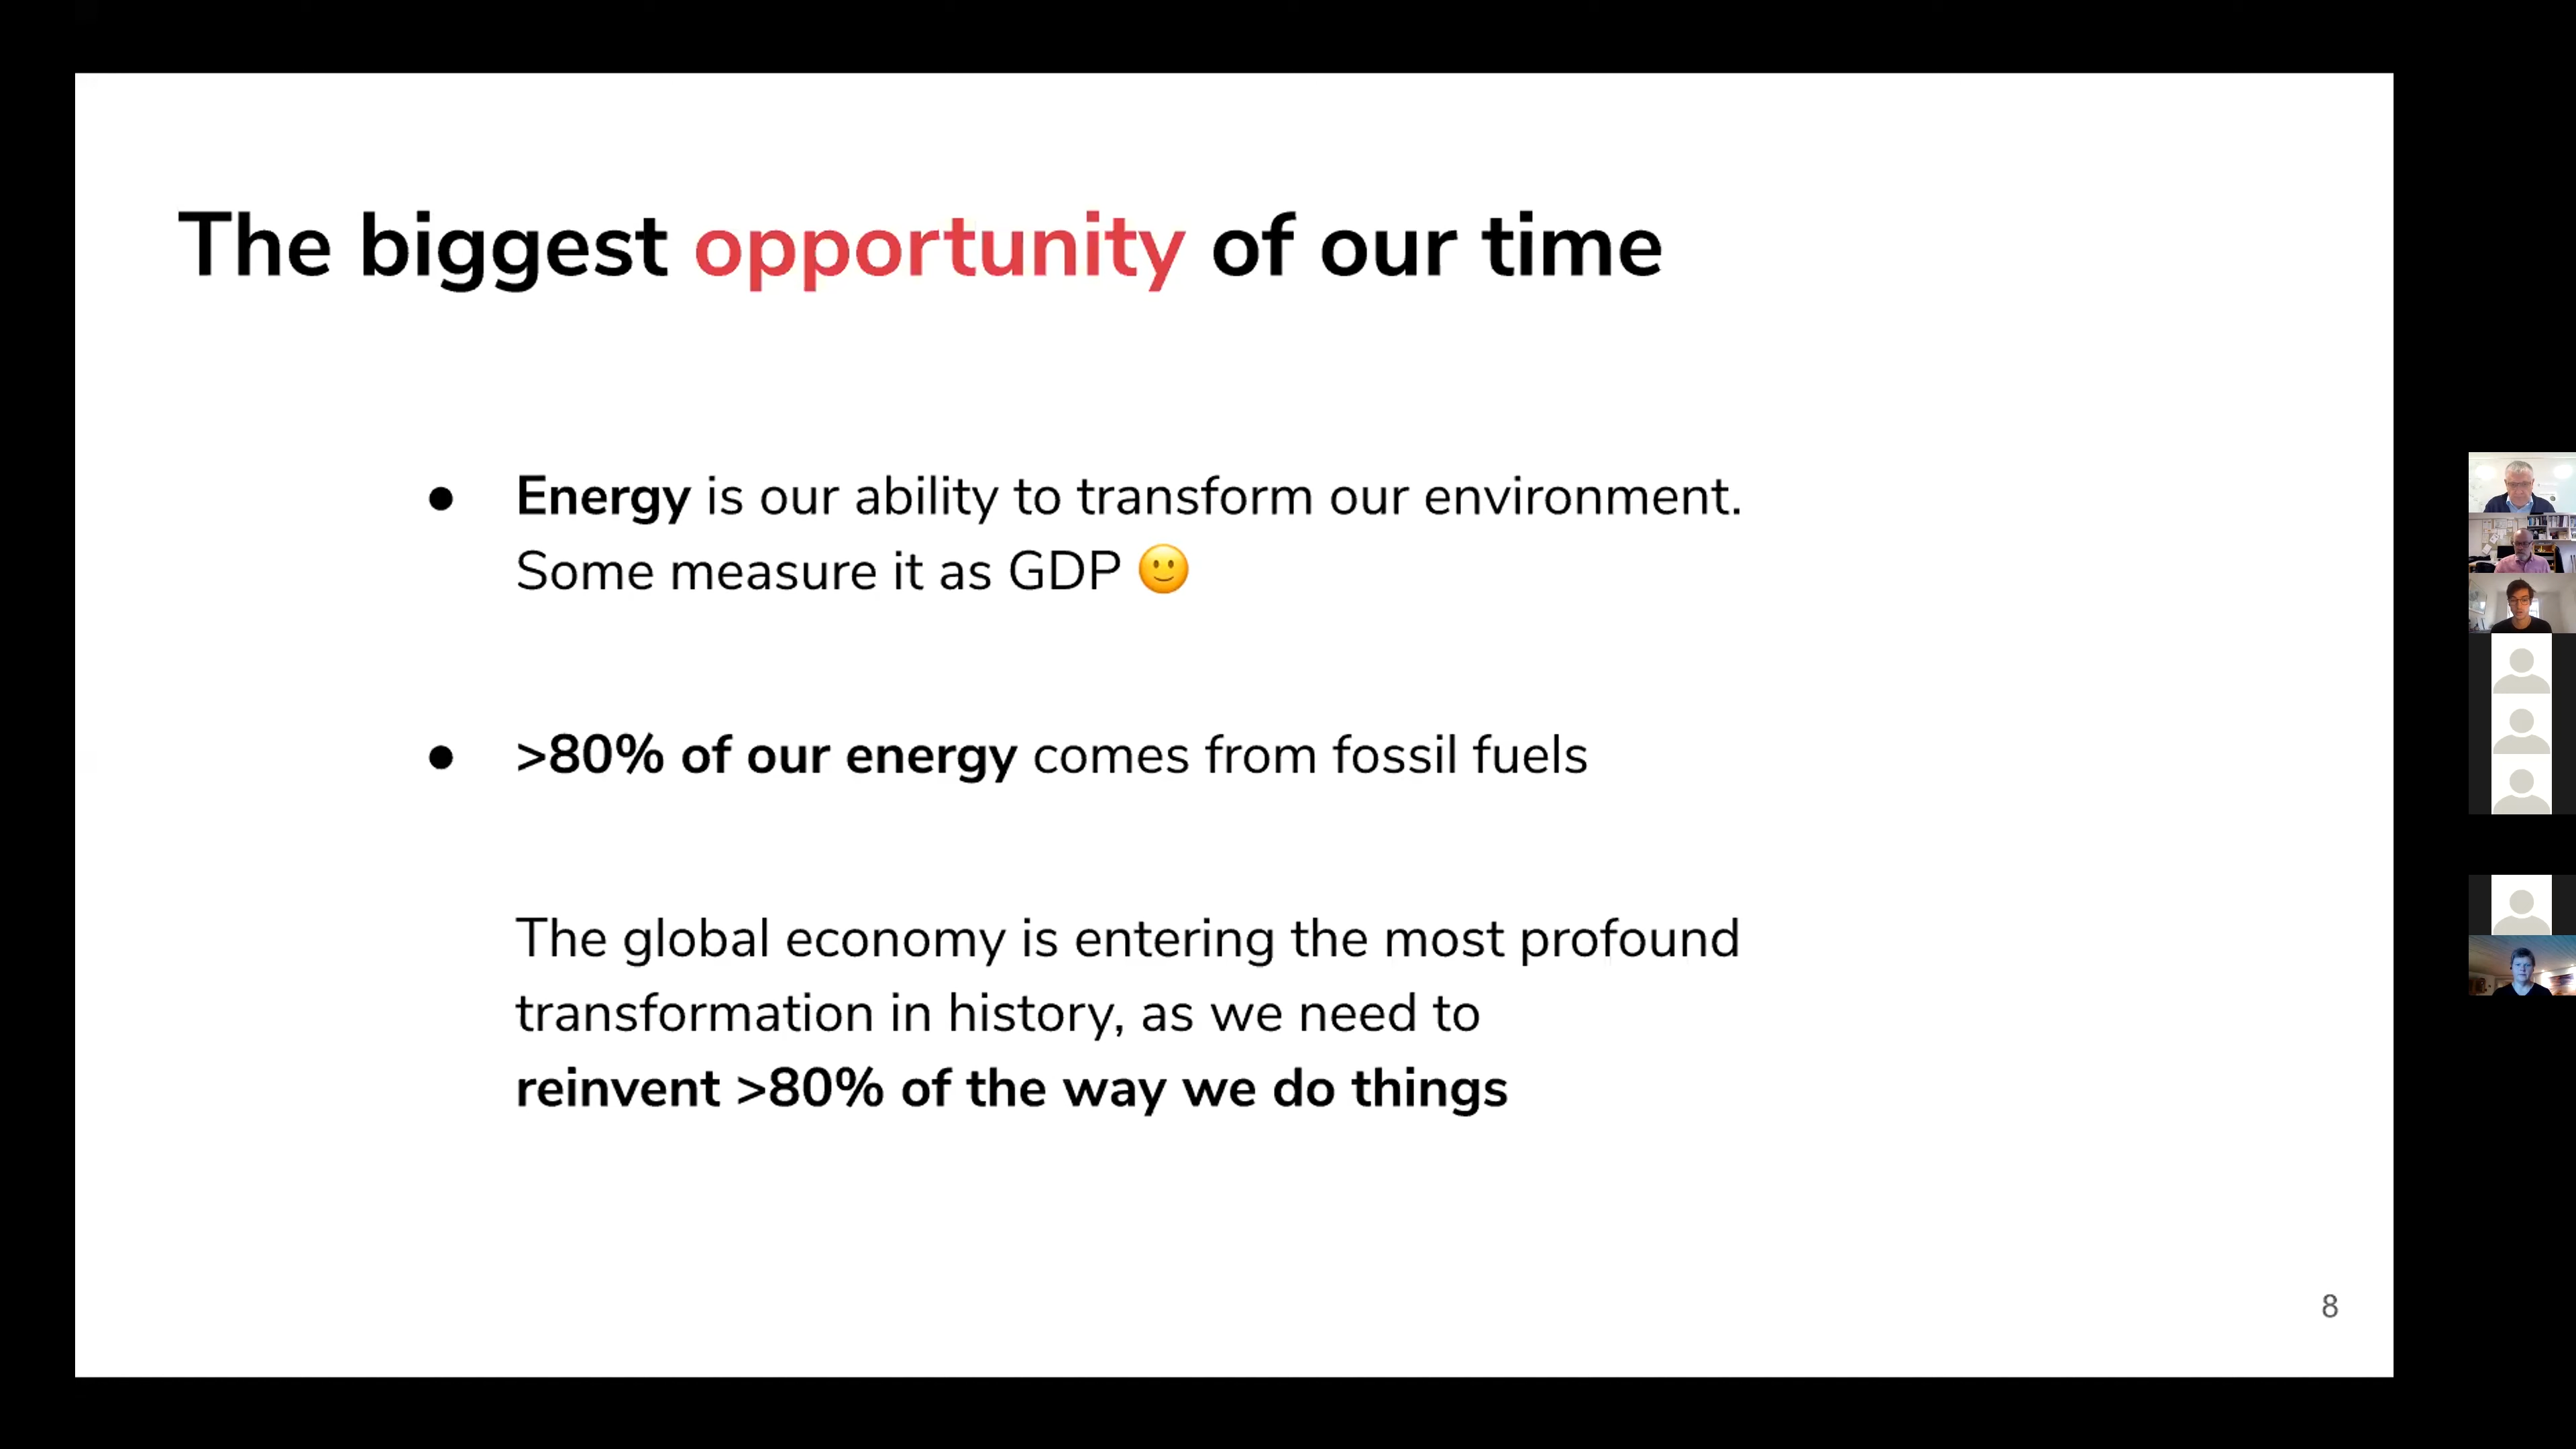 The biggest opportunity of our time
● Energy is our ability to transform our environment.
Some measure it as GDP 🙂
● >80% of our energy comes from fossil fuels
The global economy is entering the most profound
transformation in history, as we need to
reinvent >80% of the way we do things
8